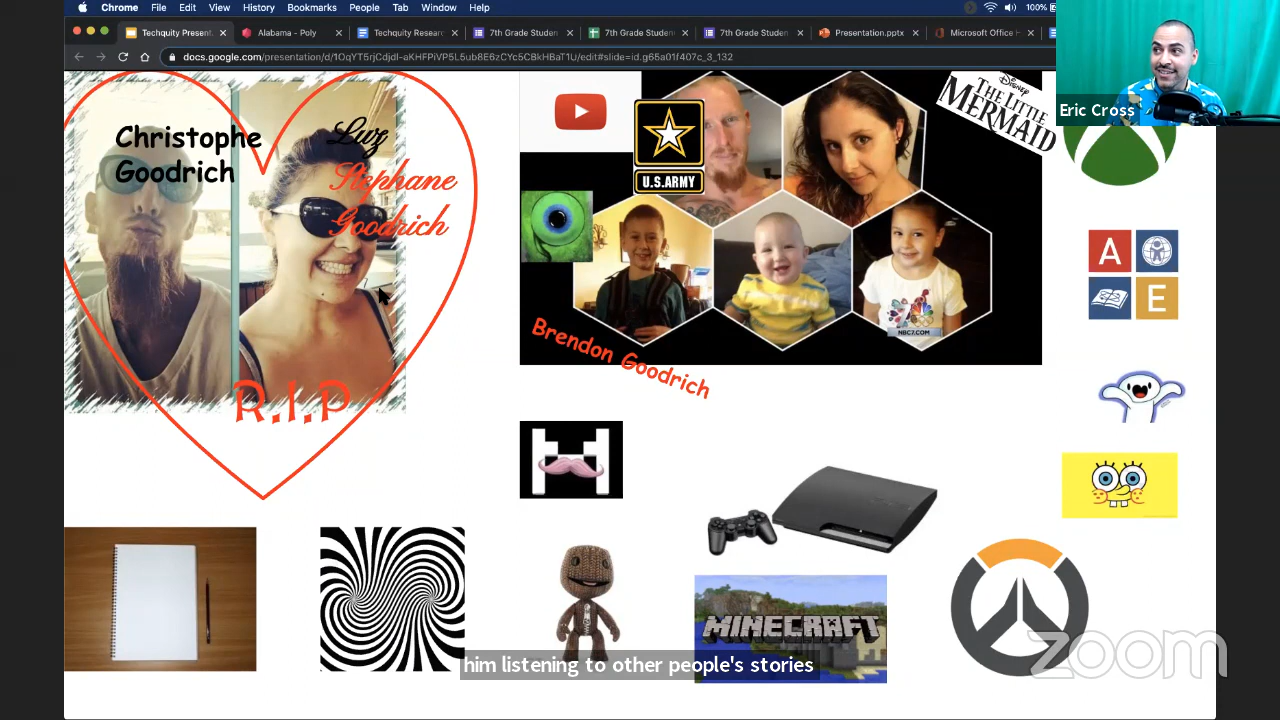 Chrome File Edit View History Bookmarks People Tab Window Help 100%
Techquity Present. Alabama - Poly Techquity Resear 7th Grade Studen 7th Grade Studen 7th Grade Studen Presentation.pptx Microsoft Office H
docs.google.com/presentation/d/1OqYT5rjCdjdI-aKHFPiVP5L5ub8E6zCYc5CBkHBaT1U/edit#slide=id.g65a01f407c_3_132
Eric Cross
Christophe
Goodrich
Luz
Stephane
Goodrich
R.I.P
U.S.ARMY
DISNEY
THE LITTLE
MERMAID
NBC7.COM
Brendon Goodrich
A
E
MINECRAFT
him listening to other people's stories
zoom